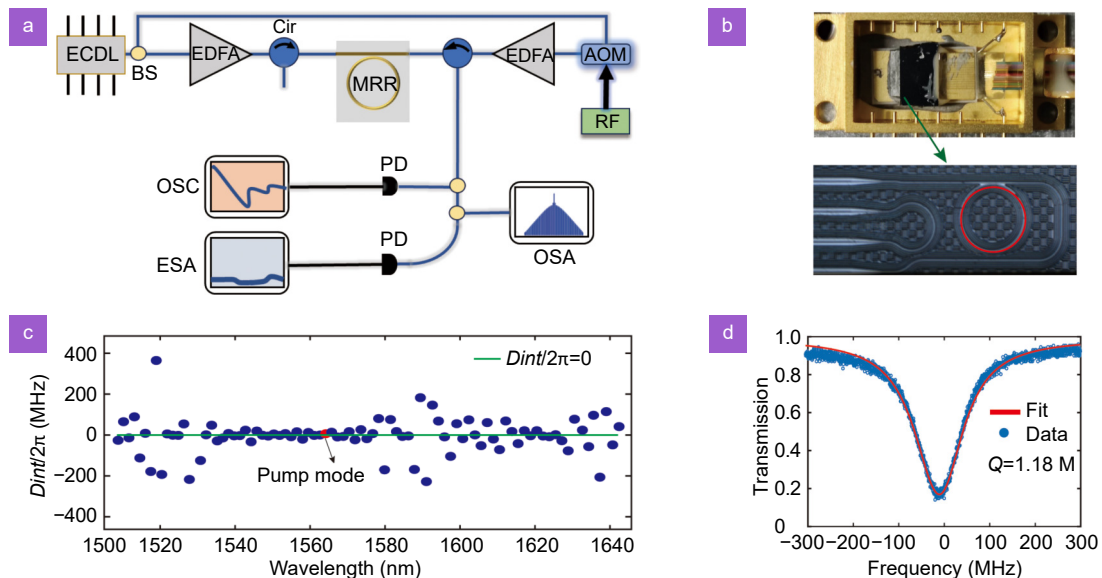 a
Cir
ECDL
EDFA
EDFA
AOM
BS
MRR
RF
OSC
PD
ESA
PD
OSA
b
c
400
200
0
−200
−400
Dint/2π (MHz)
Dint/2π=0
Pump mode
1500 1520 1540 1560 1580 1600 1620 1640
Wavelength (nm)
d
1.0
0.8
0.6
0.4
0.2
0
Transmission
Fit
Data
Q=1.18 M
−300 −200 −100 0 100 200 300
Frequency (MHz)